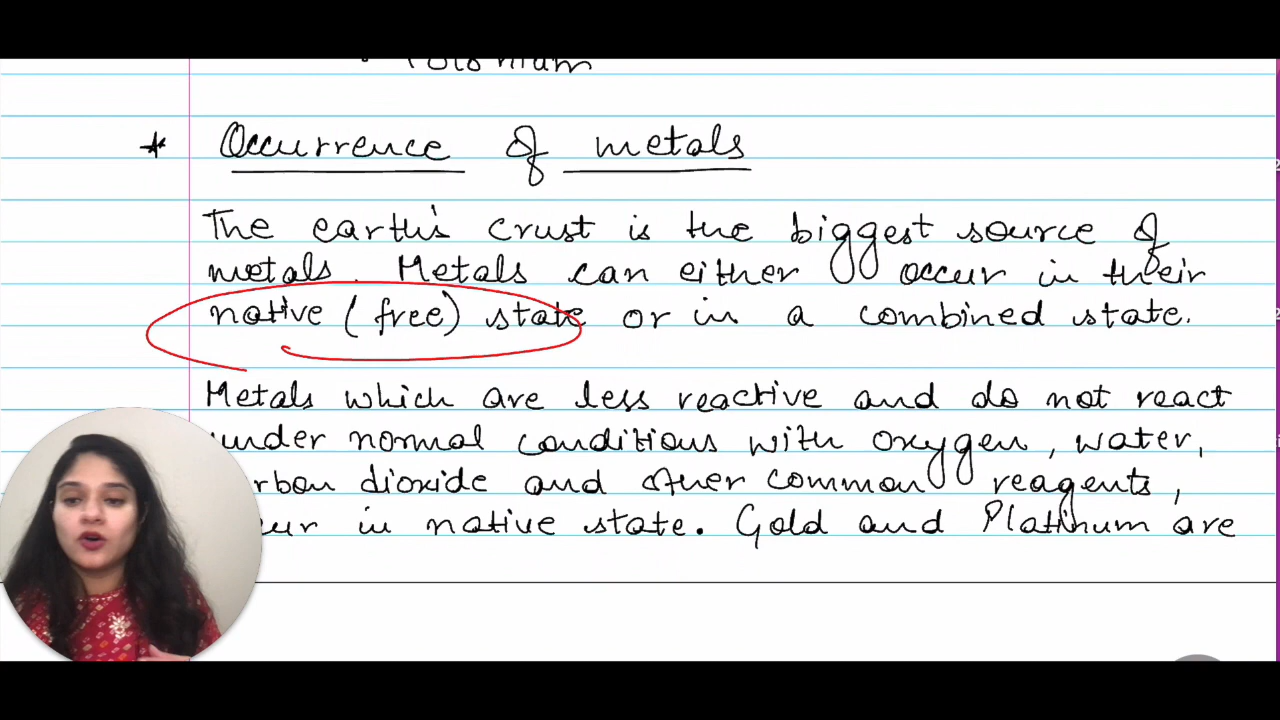 Polonium
* Occurrence of metals
The earth's crust is the biggest source of
metals. Metals can either occur in their
native (free) state or in a combined state.
Metals which are less reactive and do not react
under normal conditions with oxygen, water,
dioxide and other common reagents,
in native state. Gold and Platinum are